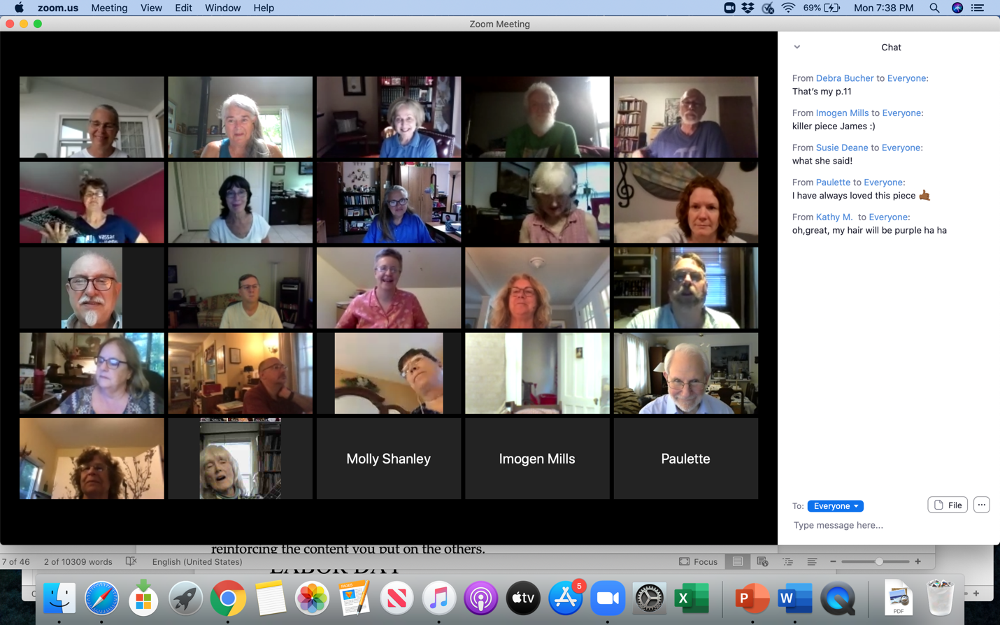 zoom.us Meeting View Edit Window Help 69% Mon 7:38 PM
Zoom Meeting
Chat
From Debra Bucher to Everyone:
That's my p.11
From Imogen Mills to Everyone:
killer piece James :)
From Susie Deane to Everyone:
what she said!
From Paulette to Everyone:
I have always loved this piece 🤙🏾
From Kathy M. to Everyone:
oh,great, my hair will be purple ha ha
vassar
Molly Shanley
Imogen Mills
Paulette
To: Everyone File
Type message here...
reinforcing the content you put on the others.
7 of 46 2 of 10309 words English (United States) Focus
LABOR DAY
PAGES
5
tv
X
P
W
PDF